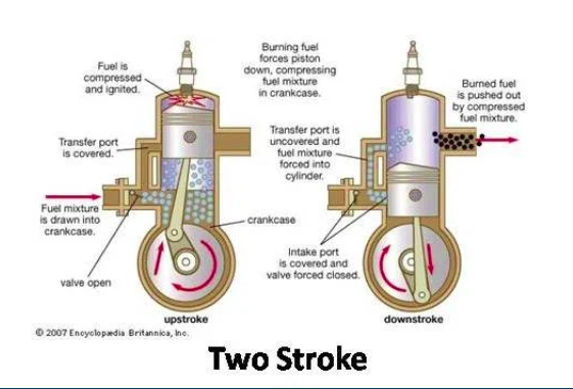 Fuel is
compressed
and ignited.
Burning fuel
forces piston
down, compressing
fuel mixture
in crankcase.
Burned fuel
is pushed out
by compressed
fuel mixture.
Transfer port
is covered.
Transfer port is
uncovered and
fuel mixture
forced into
cylinder.
Fuel mixture
is drawn into
crankcase.
crankcase
Intake port
is covered and
valve forced closed.
valve open
upstroke
downstroke
© 2007 Encyclopædia Britannica, Inc.
Two Stroke